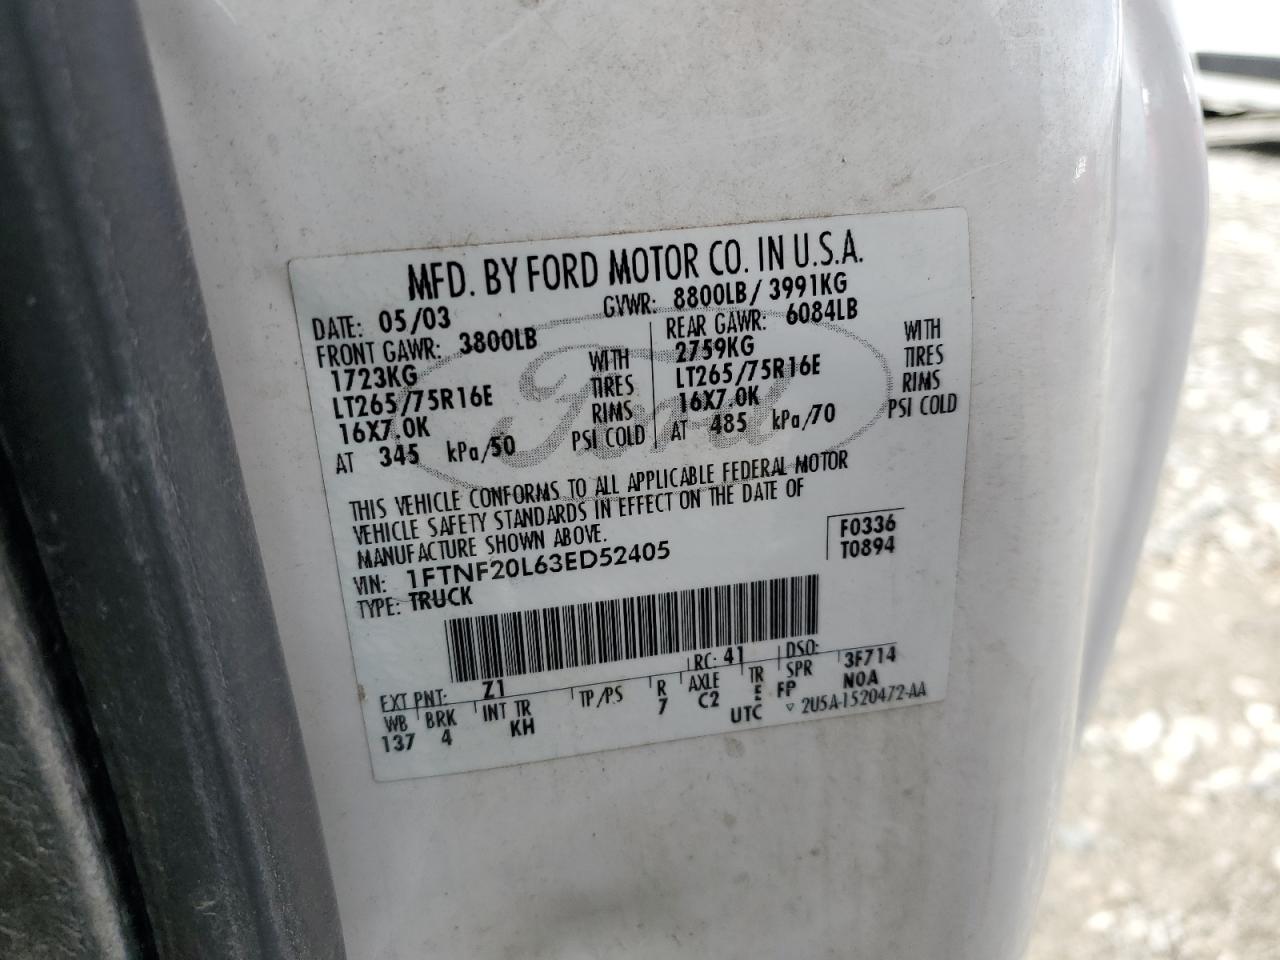 MFD. BY FORD MOTOR CO. IN U.S.A.
DATE: 05/03 GVWR: 8800LB/ 3991KG
FRONT GAWR: 3800LB REAR GAWR: 6084LB
1723KG WITH 2759KG WITH
LT265/75R16E TIRES LT265/75R16E TIRES
16X7.0K RIMS 16X7.0K RIMS
AT 345 kPa/50 PSI COLD AT 485 kPa/70 PSI COLD
Ford
THIS VEHICLE CONFORMS TO ALL APPLICABLE FEDERAL MOTOR
VEHICLE SAFETY STANDARDS IN EFFECT ON THE DATE OF
MANUFACTURE SHOWN ABOVE.
VIN: 1FTNF20L63ED52405 F0336
TYPE: TRUCK T0894
EXT PNT: Z1 RC: 41 DSO: 3F714
WB BRK INT TR TP/PS R AXLE TR SPR N0A
137 4 KH 7 C2 E FP
UTC ▽ 2U5A-1520472-AA